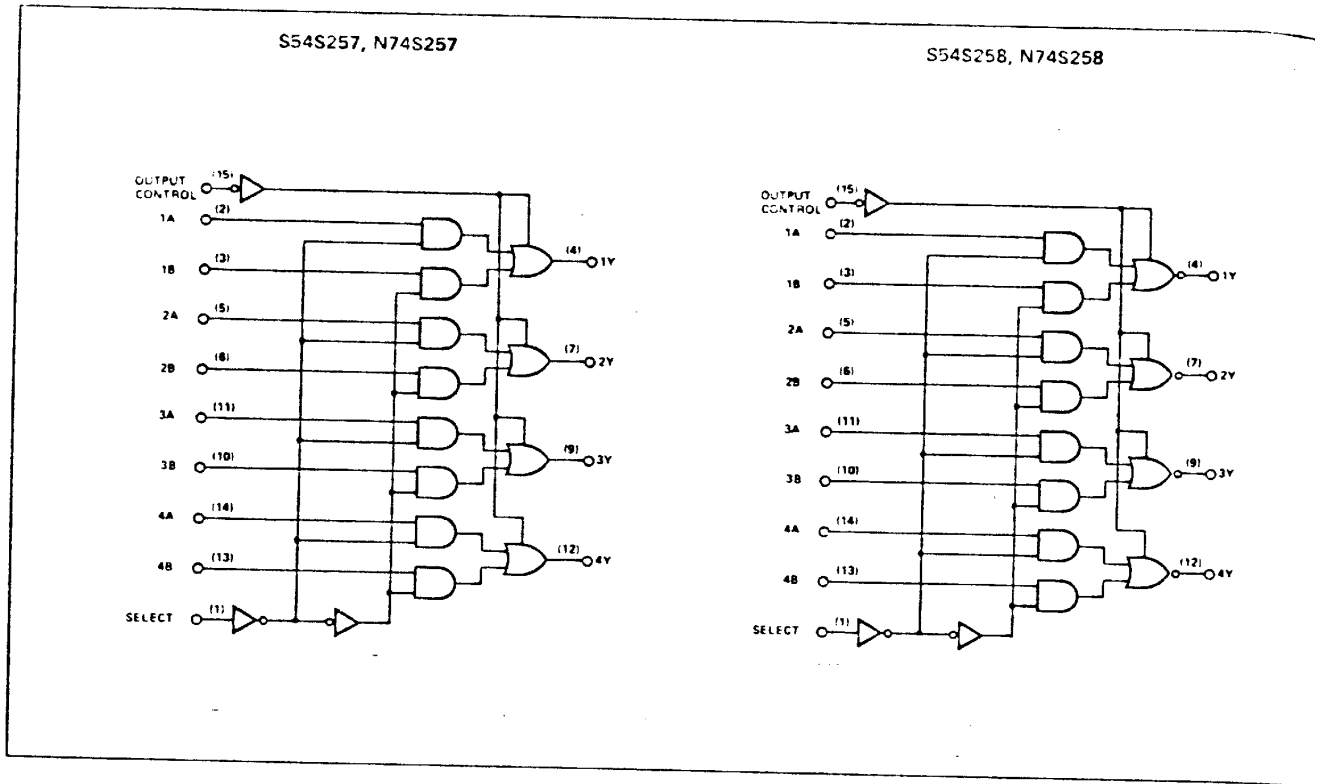 S54S257, N74S257
OUTPUT
CONTROL
(15)
1A
(2)
1B
(3)
2A
(5)
2B
(6)
3A
(11)
3B
(10)
4A
(14)
4B
(13)
SELECT
(1)
(4)
1Y
(7)
2Y
(9)
3Y
(12)
4Y
S54S258, N74S258
OUTPUT
CONTROL
(15)
1A
(2)
1B
(3)
2A
(5)
2B
(6)
3A
(11)
3B
(10)
4A
(14)
4B
(13)
SELECT
(1)
(4)
1Y
(7)
2Y
(9)
3Y
(12)
4Y